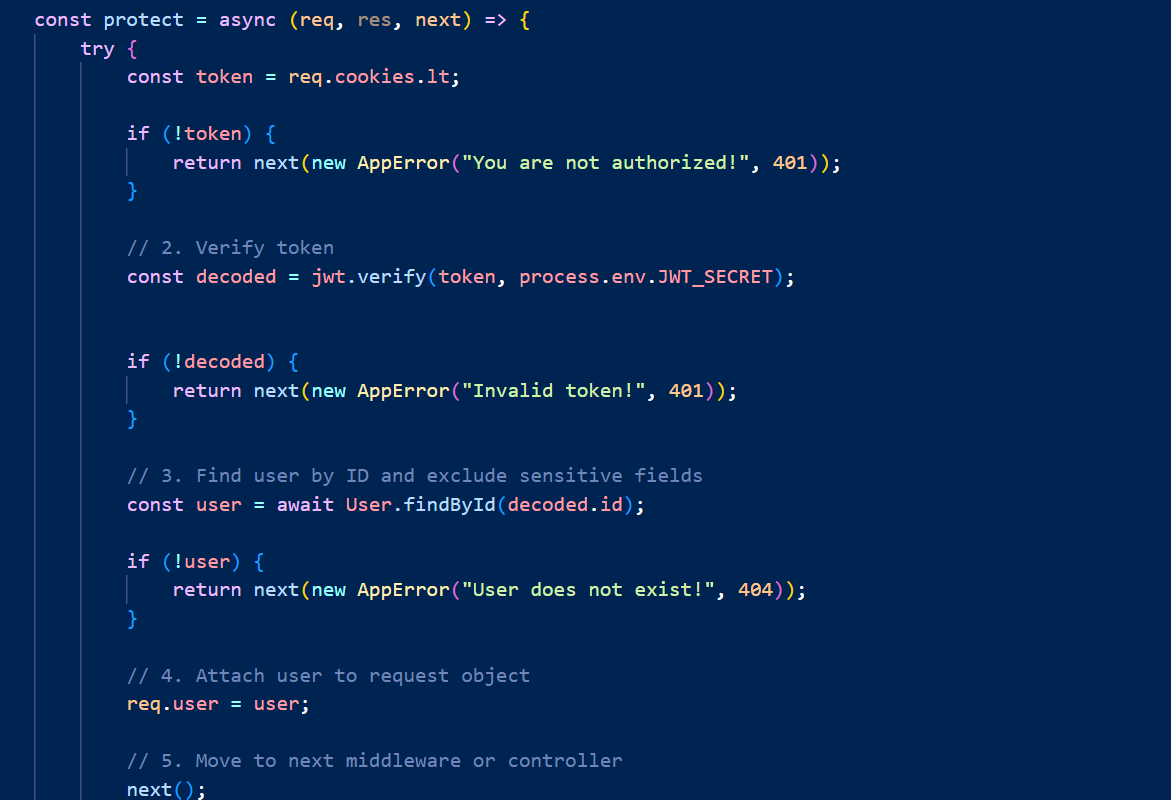 const protect = async (req, res, next) => {
try {
const token = req.cookies.lt;
if (!token) {
return next(new AppError("You are not authorized!", 401));
}
// 2. Verify token
const decoded = jwt.verify(token, process.env.JWT_SECRET);
if (!decoded) {
return next(new AppError("Invalid token!", 401));
}
// 3. Find user by ID and exclude sensitive fields
const user = await User.findById(decoded.id);
if (!user) {
return next(new AppError("User does not exist!", 404));
}
// 4. Attach user to request object
req.user = user;
// 5. Move to next middleware or controller
next();